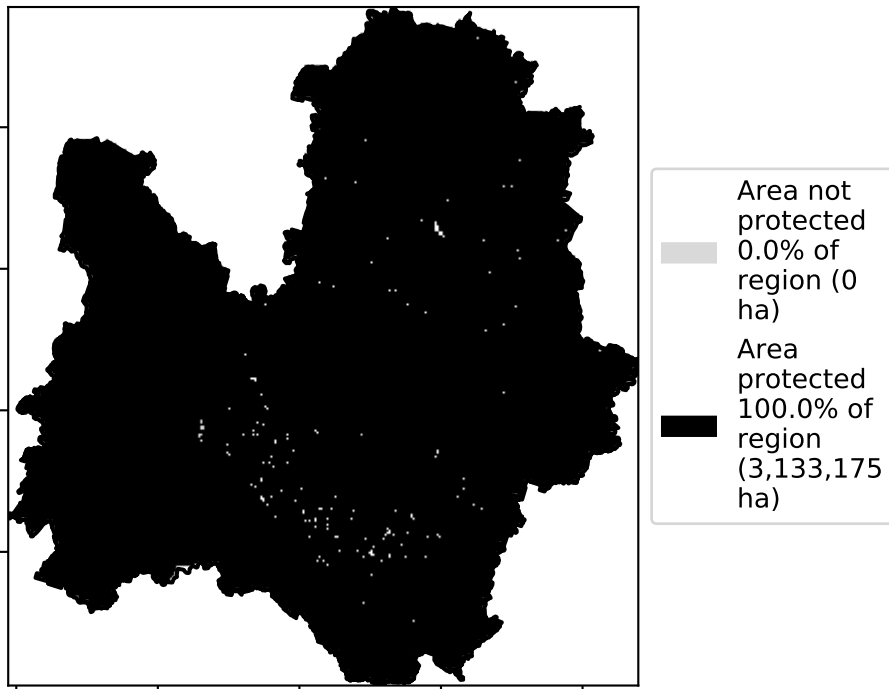 Area not
protected
0.0% of
region (0
ha)
Area
protected
100.0% of
region
(3,133,175
ha)